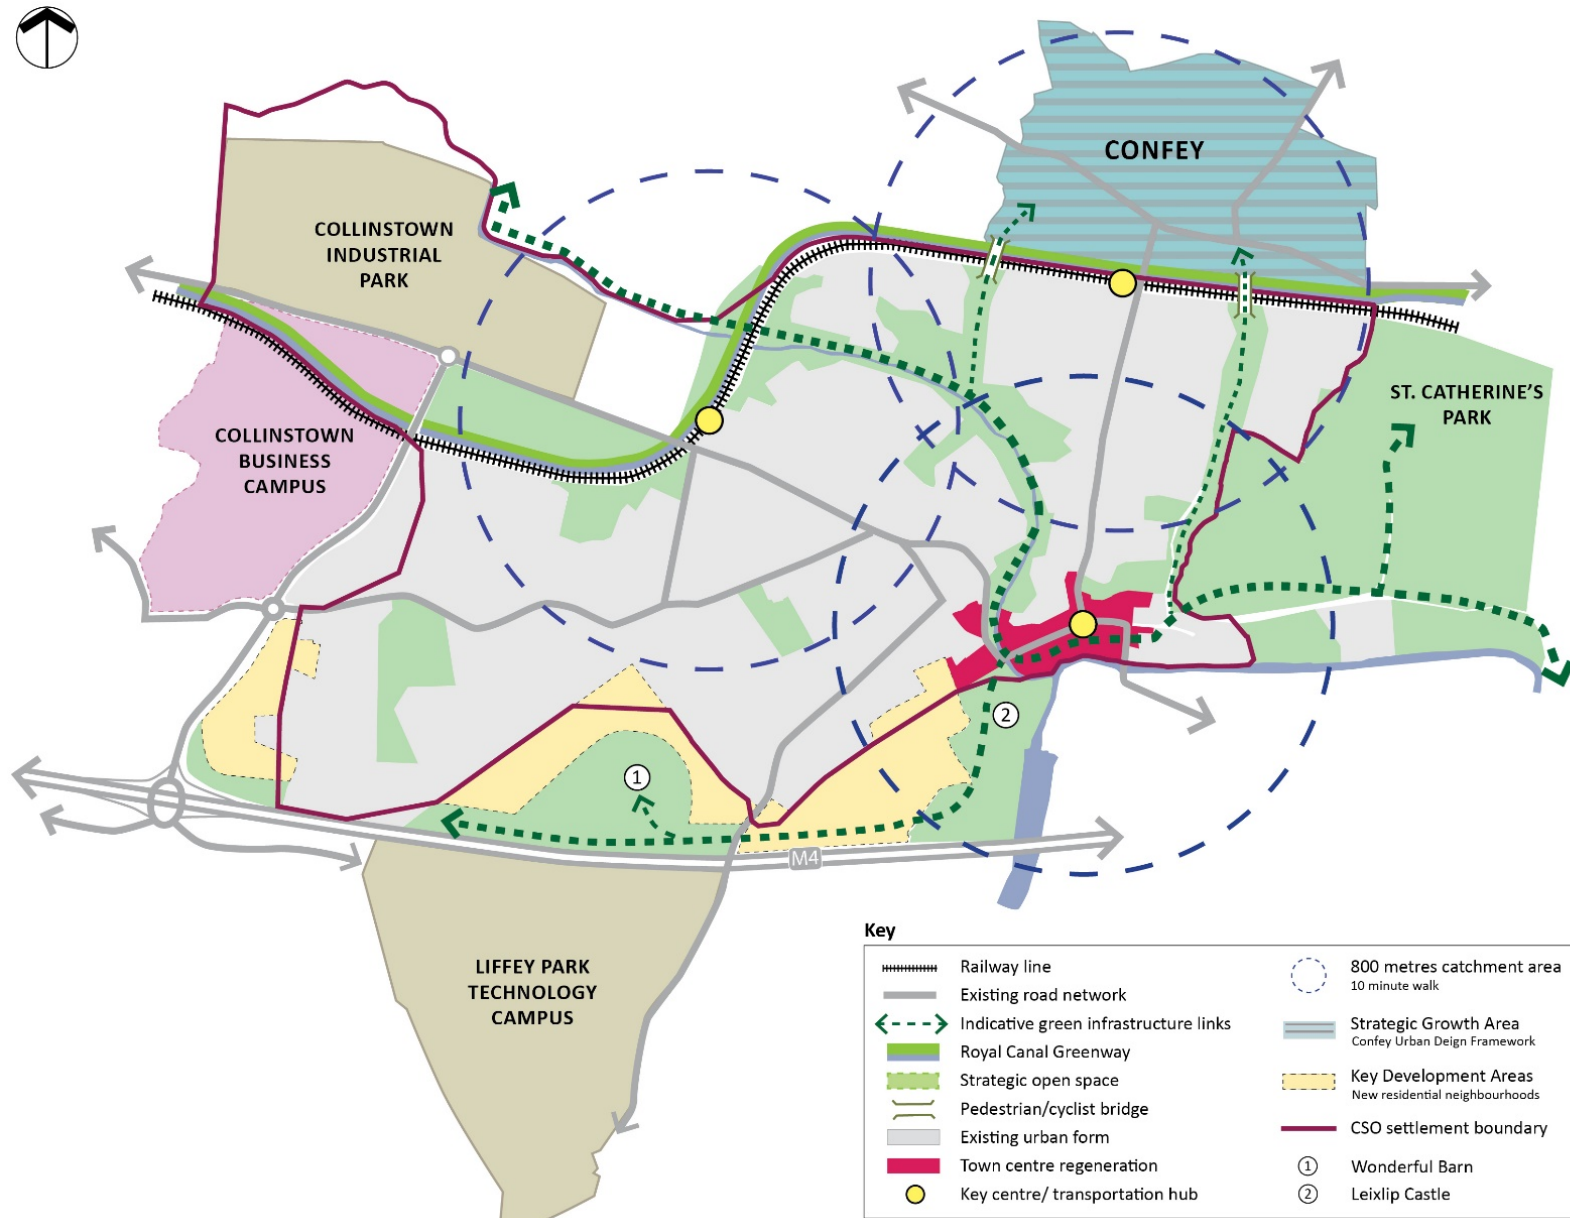 CONFEY
COLLINSTOWN
INDUSTRIAL
PARK
ST. CATHERINE'S
PARK
COLLINSTOWN
BUSINESS
CAMPUS
2
1
M4
LIFFEY PARK
TECHNOLOGY
CAMPUS
Key
Railway line
Existing road network
Indicative green infrastructure links
Royal Canal Greenway
Strategic open space
Pedestrian/cyclist bridge
Existing urban form
Town centre regeneration
Key centre/ transportation hub
800 metres catchment area
10 minute walk
Strategic Growth Area
Confey Urban Deign Framework
Key Development Areas
New residential neighbourhoods
CSO settlement boundary
1 Wonderful Barn
2 Leixlip Castle